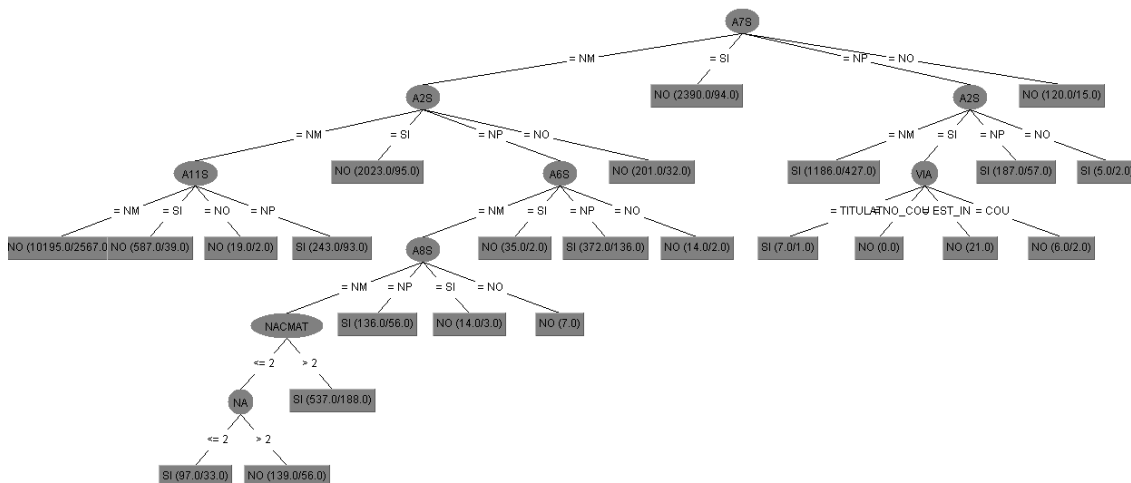 A7S
= NM
= SI
= NP
= NO
A2S
NO (2390.0/94.0)
A2S
NO (120.0/15.0)
= NM
= SI
= NP
= NO
= NM
= SI
= NP
= NO
A11S
NO (2023.0/95.0)
A6S
NO (201.0/32.0)
SI (1186.0/427.0)
VIA
SI (187.0/57.0)
SI (5.0/2.0)
= NM
= SI
= NO
= NP
= NM
= SI
= NP
= NO
= COU
NO (10195.0/2567.0)
NO (587.0/39.0)
NO (19.0/2.0)
SI (243.0/93.0)
A8S
NO (35.0/2.0)
SI (372.0/136.0)
NO (14.0/2.0)
SI (7.0/1.0)
NO (0.0)
NO (21.0)
NO (6.0/2.0)
= NM
= NP
= SI
= NO
NACMAT
SI (136.0/56.0)
NO (14.0/3.0)
NO (7.0)
<= 2
> 2
NA
SI (537.0/188.0)
<= 2
> 2
SI (97.0/33.0)
NO (139.0/56.0)